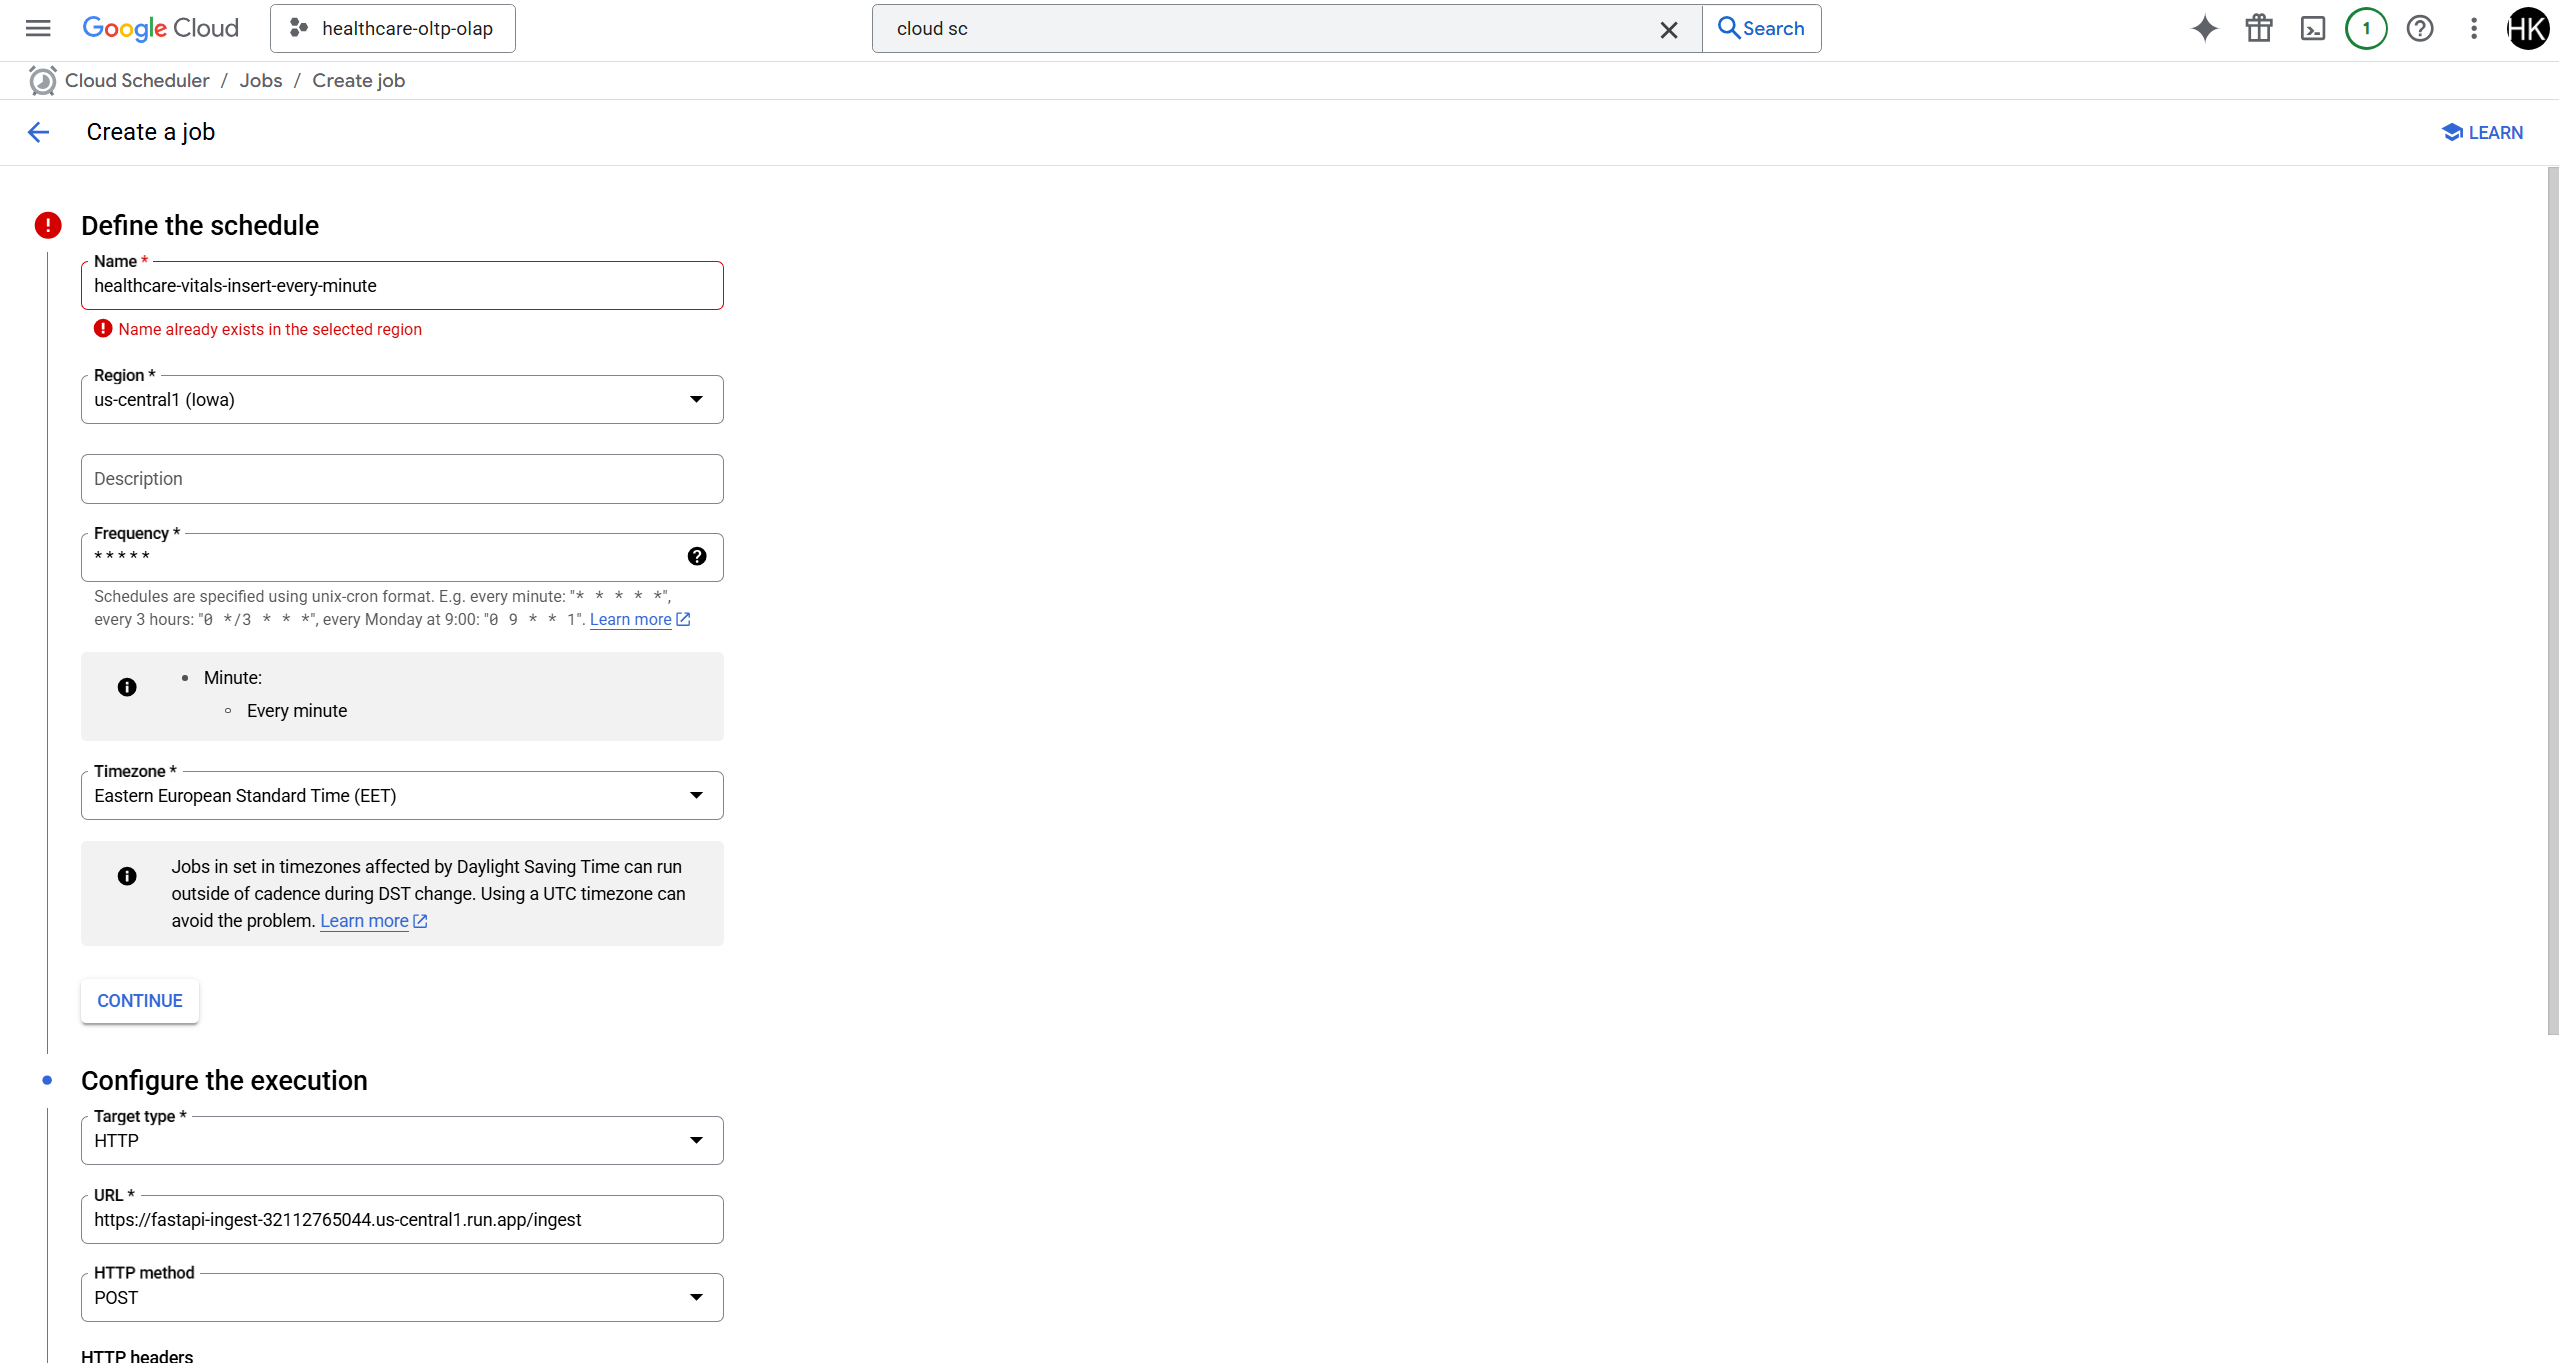 Google Cloud
healthcare-oltp-olap
cloud sc
Search
1
HK
Cloud Scheduler / Jobs / Create job
Create a job
LEARN
Define the schedule
Name *
healthcare-vitals-insert-every-minute
Name already exists in the selected region
Region *
us-central1 (Iowa)
Description
Frequency *
* * * * *
Schedules are specified using unix-cron format. E.g. every minute: "* * * * *",
every 3 hours: "0 */3 * * *", every Monday at 9:00: "0 9 * * 1". Learn more
Minute:
Every minute
Timezone *
Eastern European Standard Time (EET)
Jobs in set in timezones affected by Daylight Saving Time can run
outside of cadence during DST change. Using a UTC timezone can
avoid the problem. Learn more
CONTINUE
Configure the execution
Target type *
HTTP
URL *
https://fastapi-ingest-32112765044.us-central1.run.app/ingest
HTTP method
POST
HTTP headers